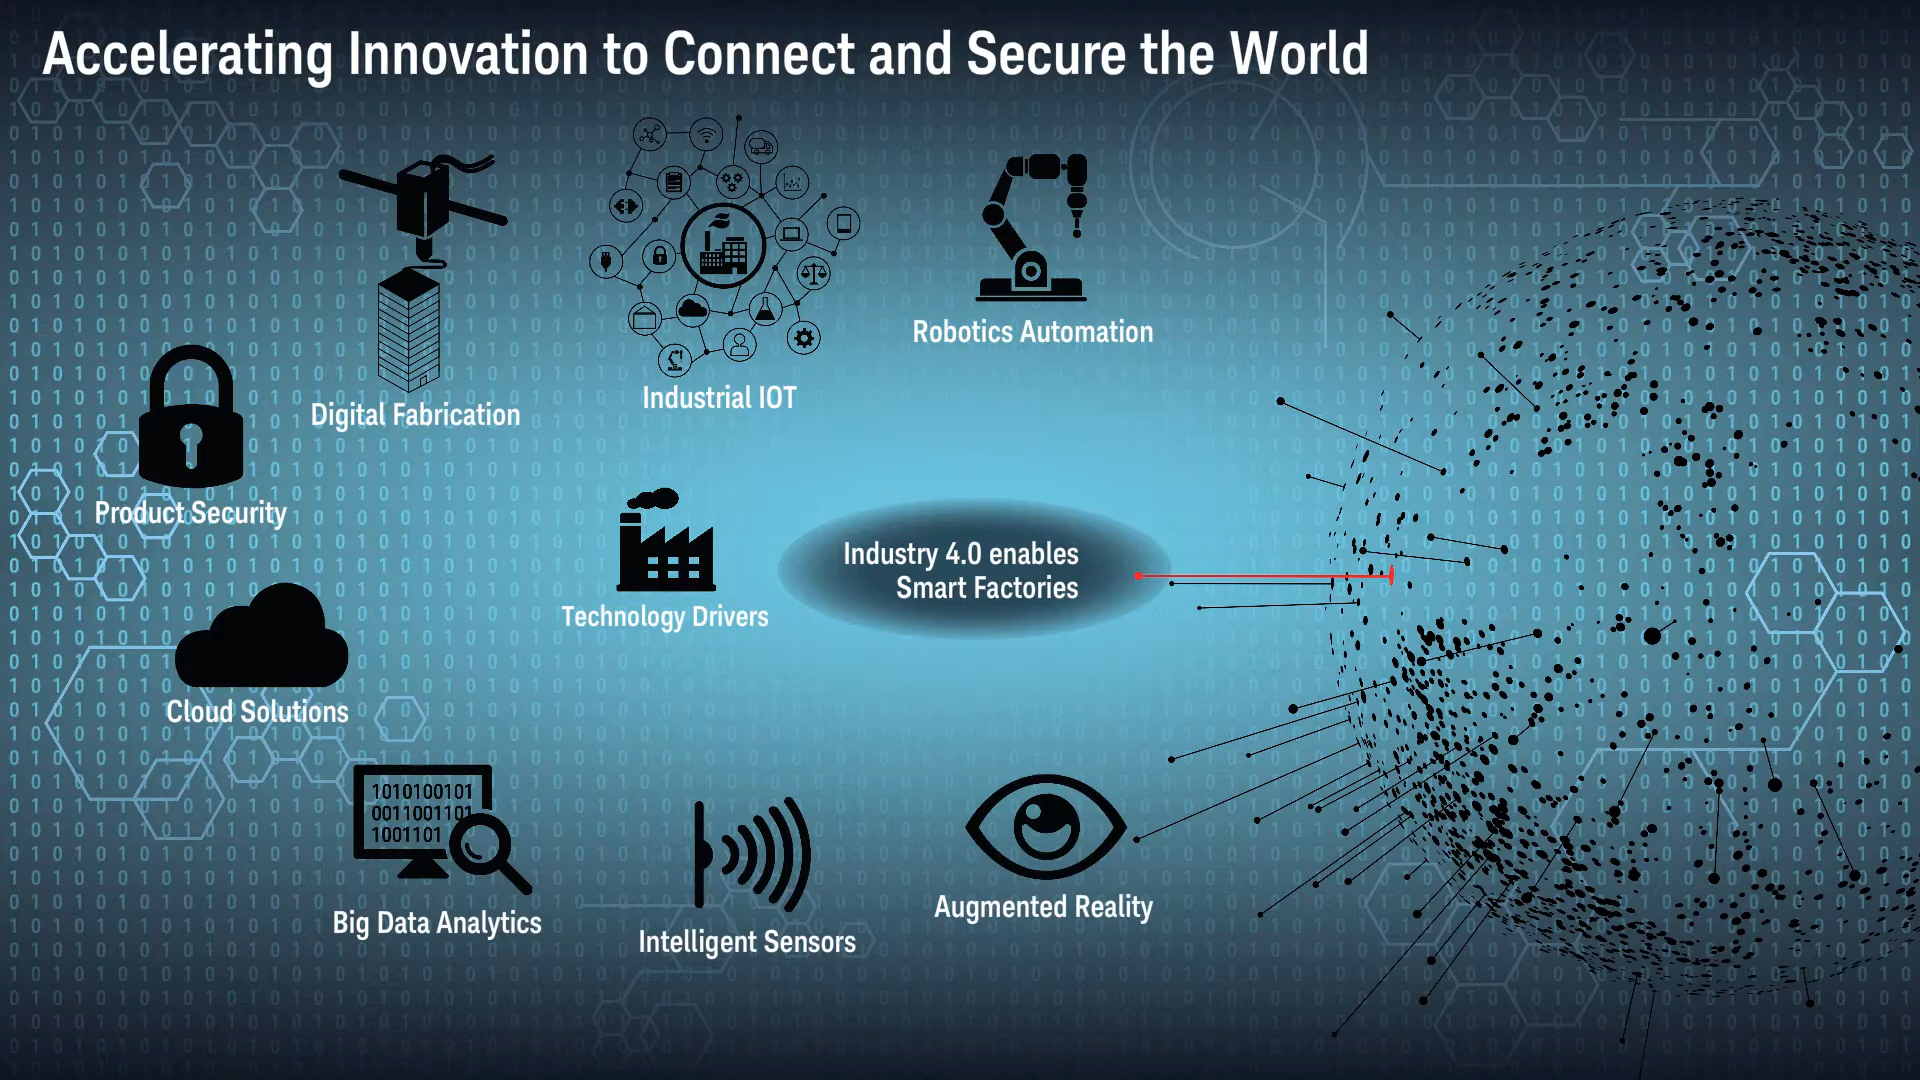 Accelerating Innovation to Connect and Secure the World
Digital Fabrication
Industrial IOT
Robotics Automation
Product Security
Technology Drivers
Industry 4.0 enables
Smart Factories
Cloud Solutions
1010100101
0011001101
1001101
Big Data Analytics
Intelligent Sensors
Augmented Reality